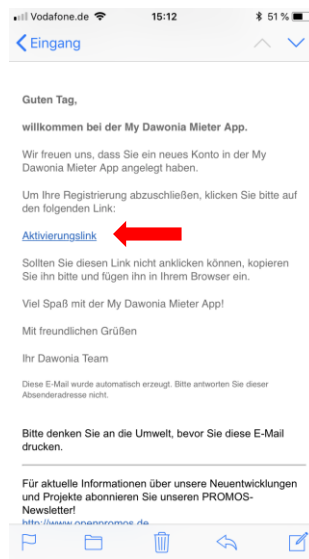 Vodafone.de 15:12 51 %
Eingang
Guten Tag,
willkommen bei der My Dawonia Mieter App.
Wir freuen uns, dass Sie ein neues Konto in der My
Dawonia Mieter App angelegt haben.
Um Ihre Registrierung abzuschließen, klicken Sie bitte auf
den folgenden Link:
Aktivierungslink
Sollten Sie diesen Link nicht anklicken können, kopieren
Sie ihn bitte und fügen ihn in Ihrem Browser ein.
Viel Spaß mit der My Dawonia Mieter App!
Mit freundlichen Grüßen
Ihr Dawonia Team
Diese E-Mail wurde automatisch erzeugt. Bitte antworten Sie dieser
Absenderadresse nicht.
Bitte denken Sie an die Umwelt, bevor Sie diese E-Mail
drucken.
Für aktuelle Informationen über unsere Neuentwicklungen
und Projekte abonnieren Sie unseren PROMOS-
Newsletter!
http://www.openpromos.de